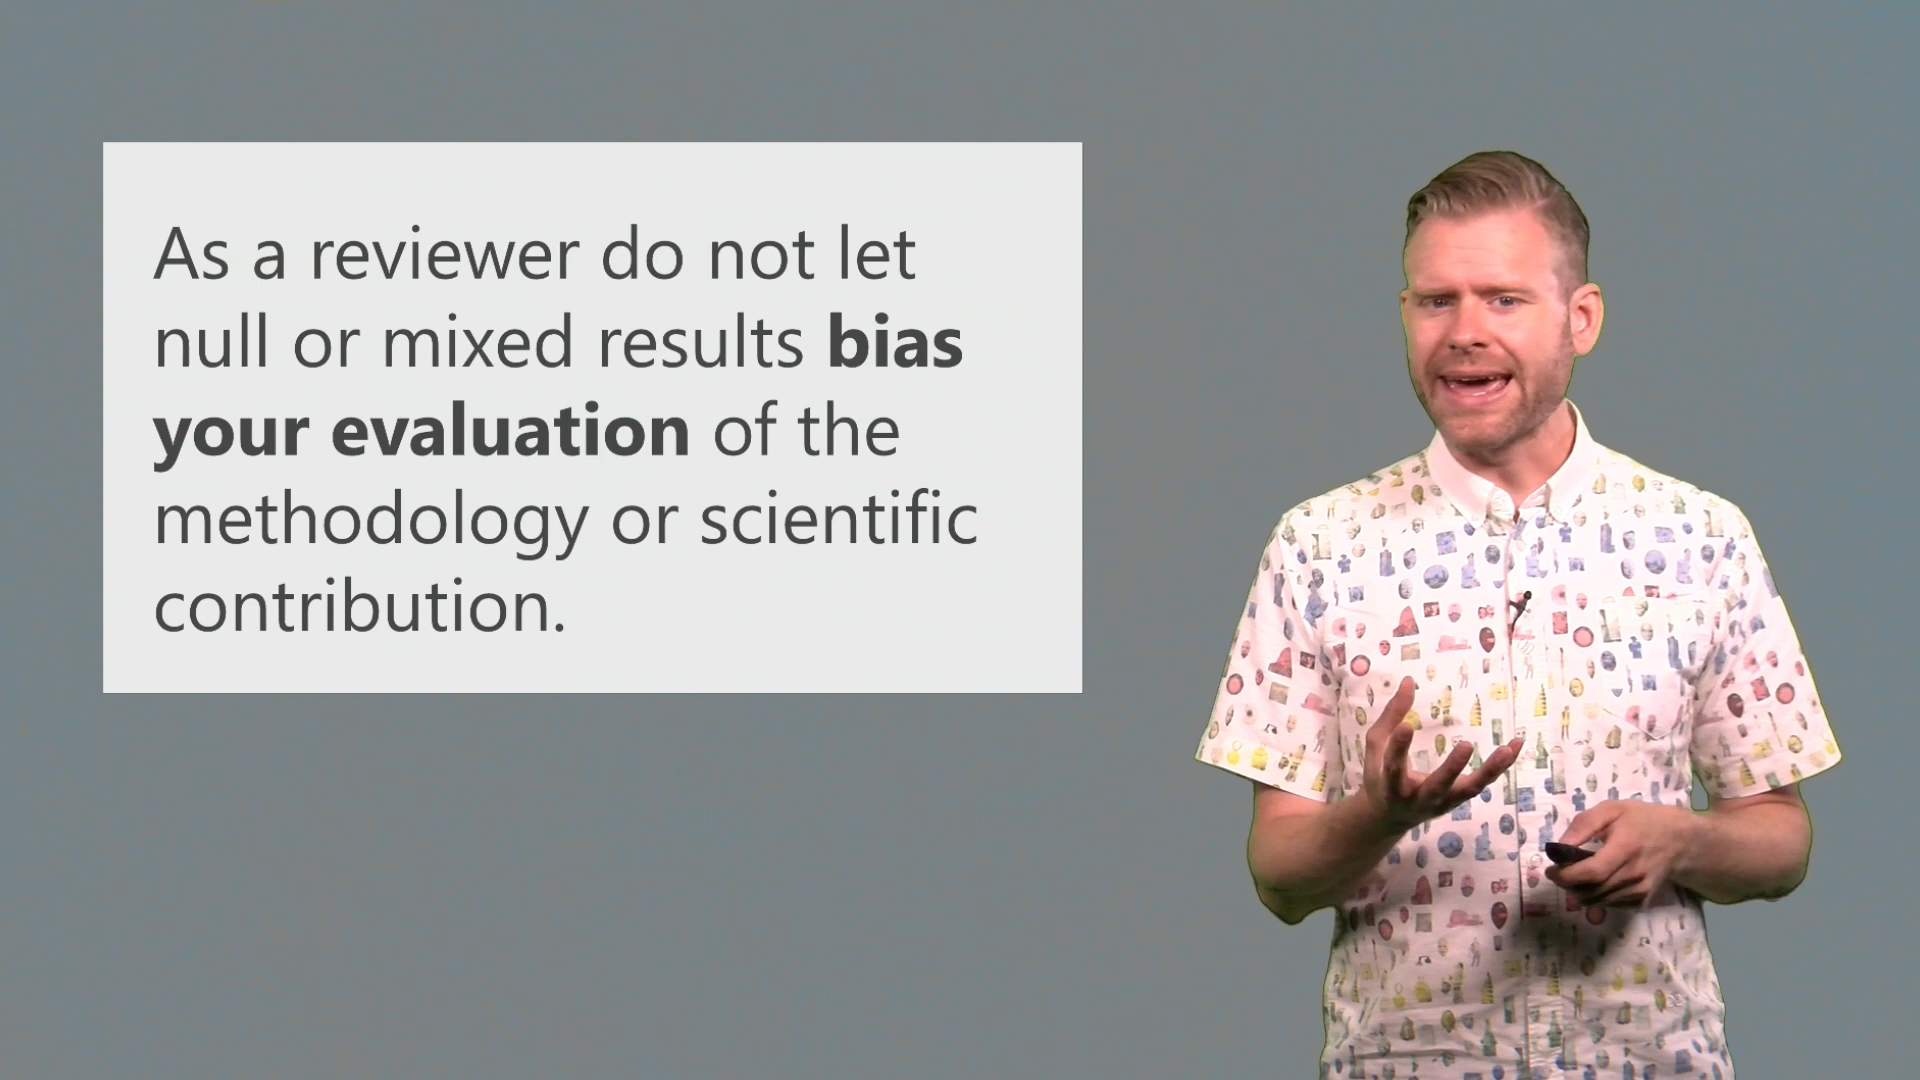 As a reviewer do not let
null or mixed results bias
your evaluation of the
methodology or scientific
contribution.